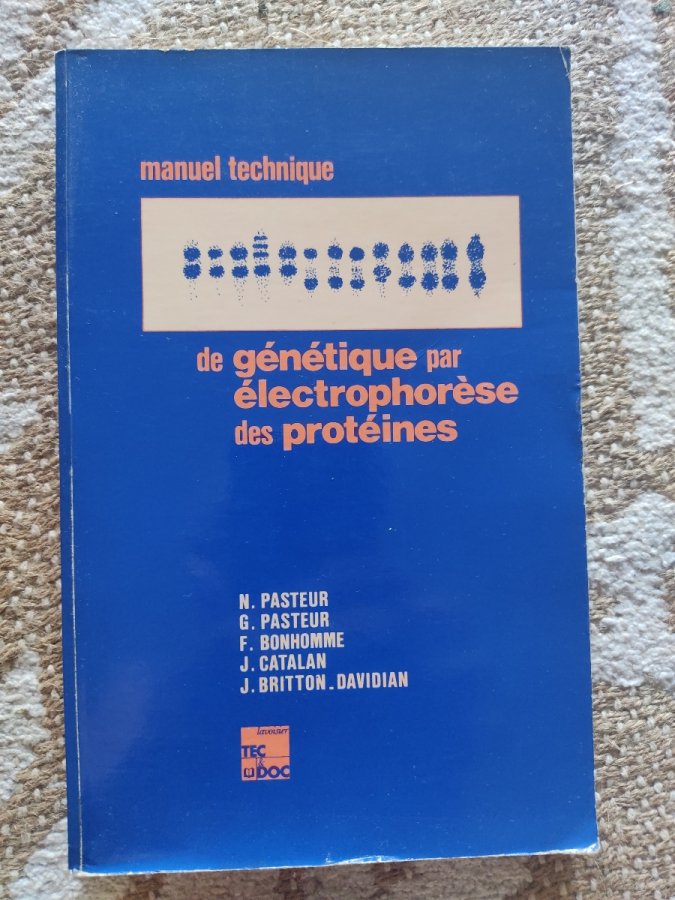 manuel technique
de génétique par
électrophorèse
des protéines
N. PASTEUR
G. PASTEUR
F. BONHOMME
J. CATALAN
J. BRITTON-DAVIDIAN
lavoisier
TEC
&
DOC